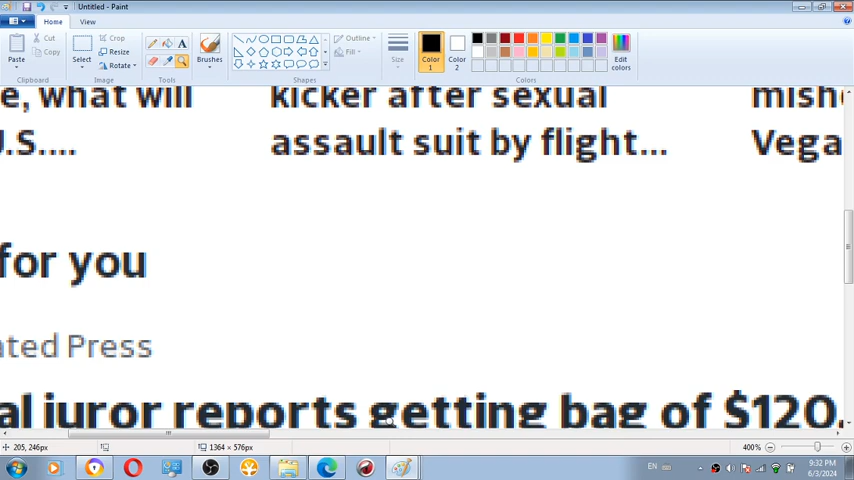 Untitled - Paint
Home View
Paste
Cut
Copy
Clipboard
Select
Crop
Resize
Rotate
Image
A
Tools
Brushes
Outline
Fill
Shapes
Size
Color 1
Color 2
Edit colors
Colors
e, what will
J.S....
kicker after sexual
assault suit by flight...
mish
Vega
for you
ated Press
al juror reports getting bag of $120,
205, 246px
1364 × 576px
400%
EN
9:32 PM
6/3/2024